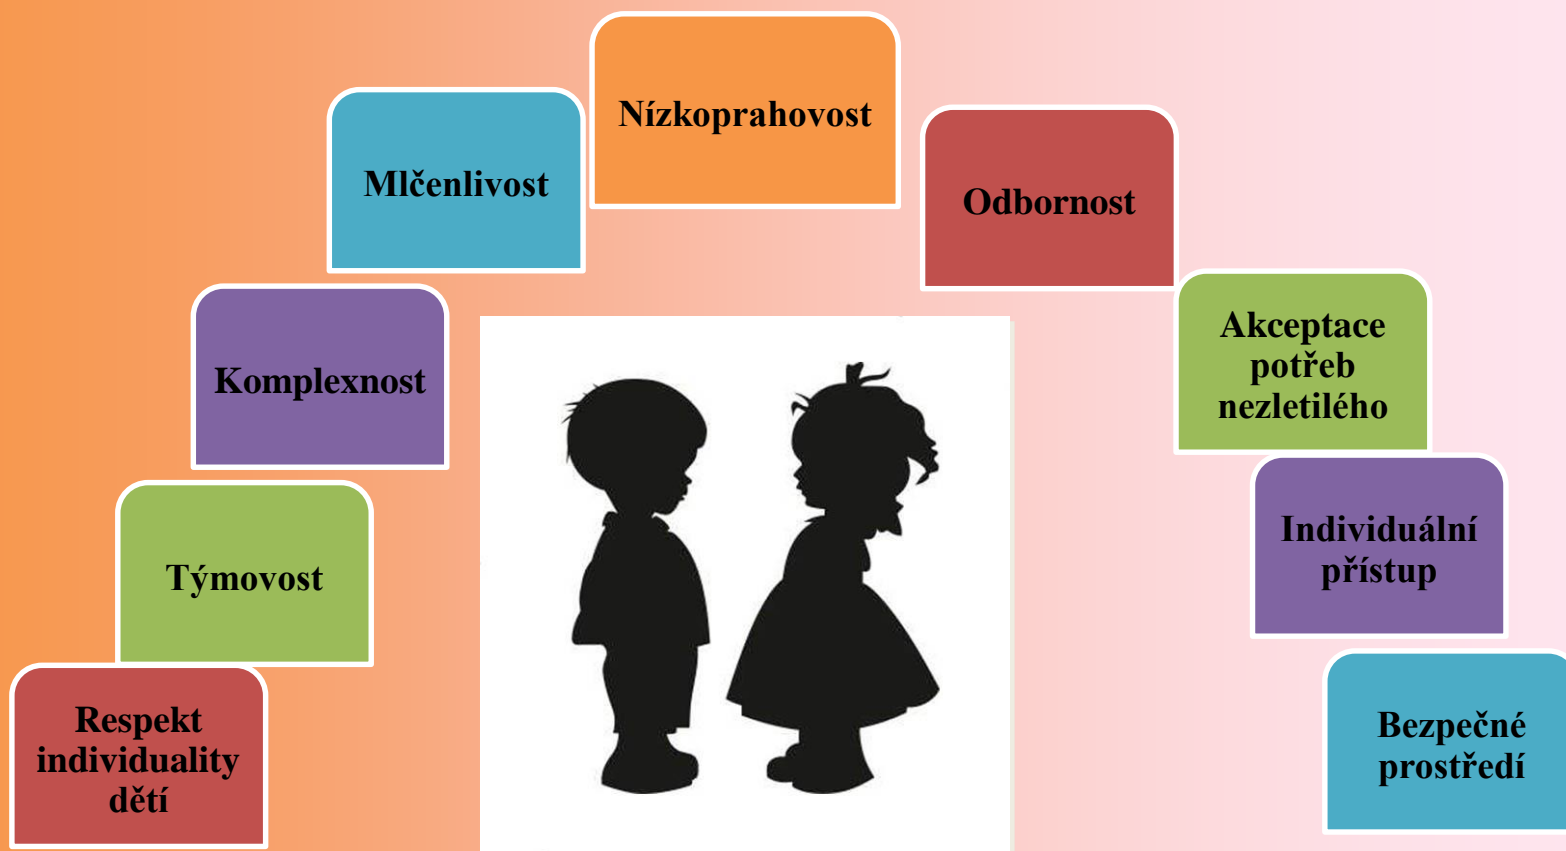 Nízkoprahovost
Mlčenlivost
Odbornost
Komplexnost
Akceptace
potřeb
nezletilého
Týmovost
Individuální
přístup
Respekt
individuality
dětí
Bezpečné
prostředí